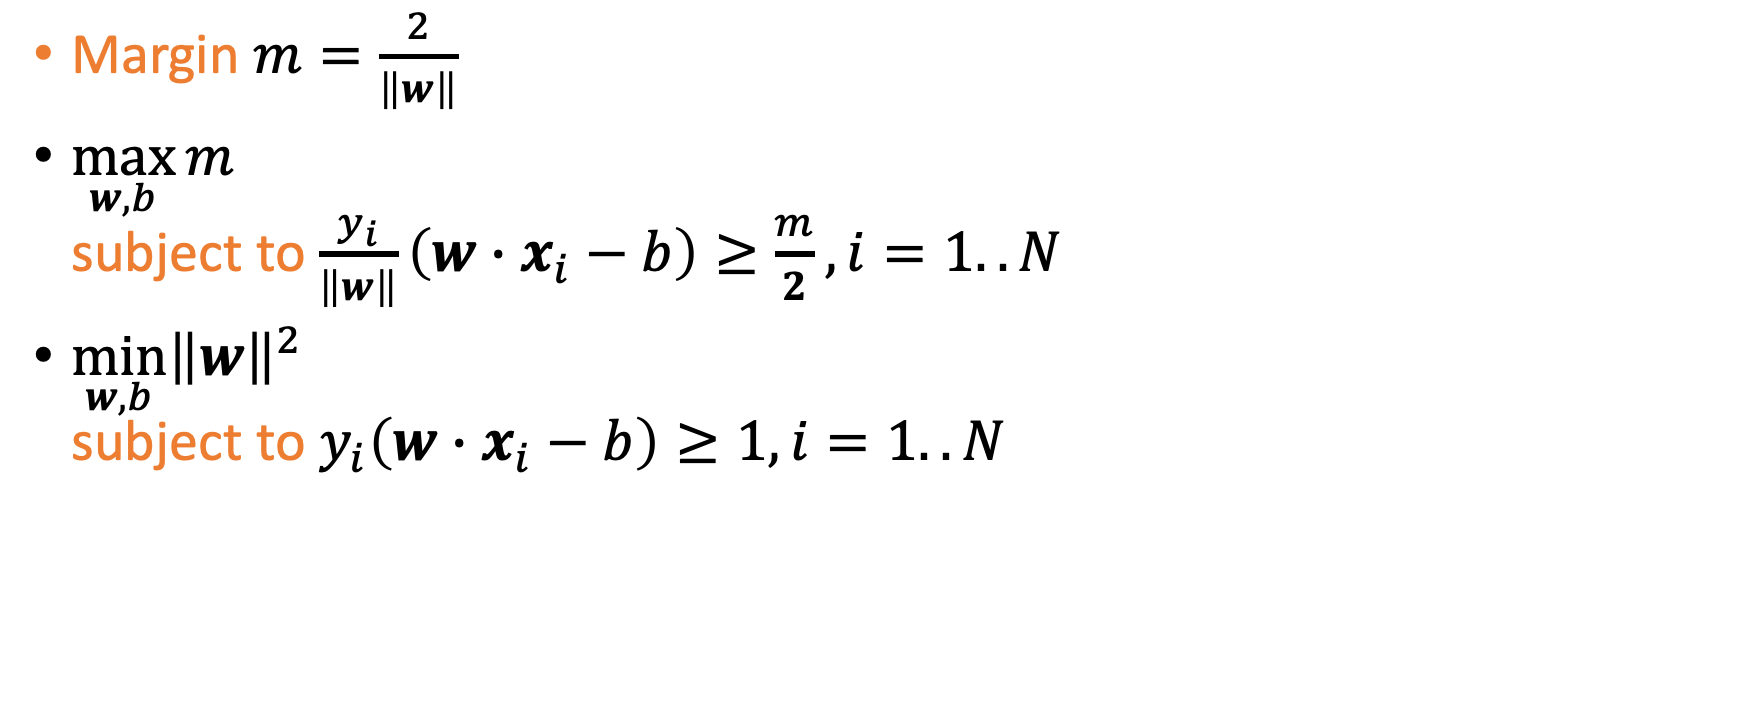 • Margin m = 2/‖w‖
• max m
w,b
subject to yᵢ/‖w‖ (w · xᵢ − b) ≥ m/2, i = 1..N
• min‖w‖²
w,b
subject to yᵢ(w · xᵢ − b) ≥ 1, i = 1..N